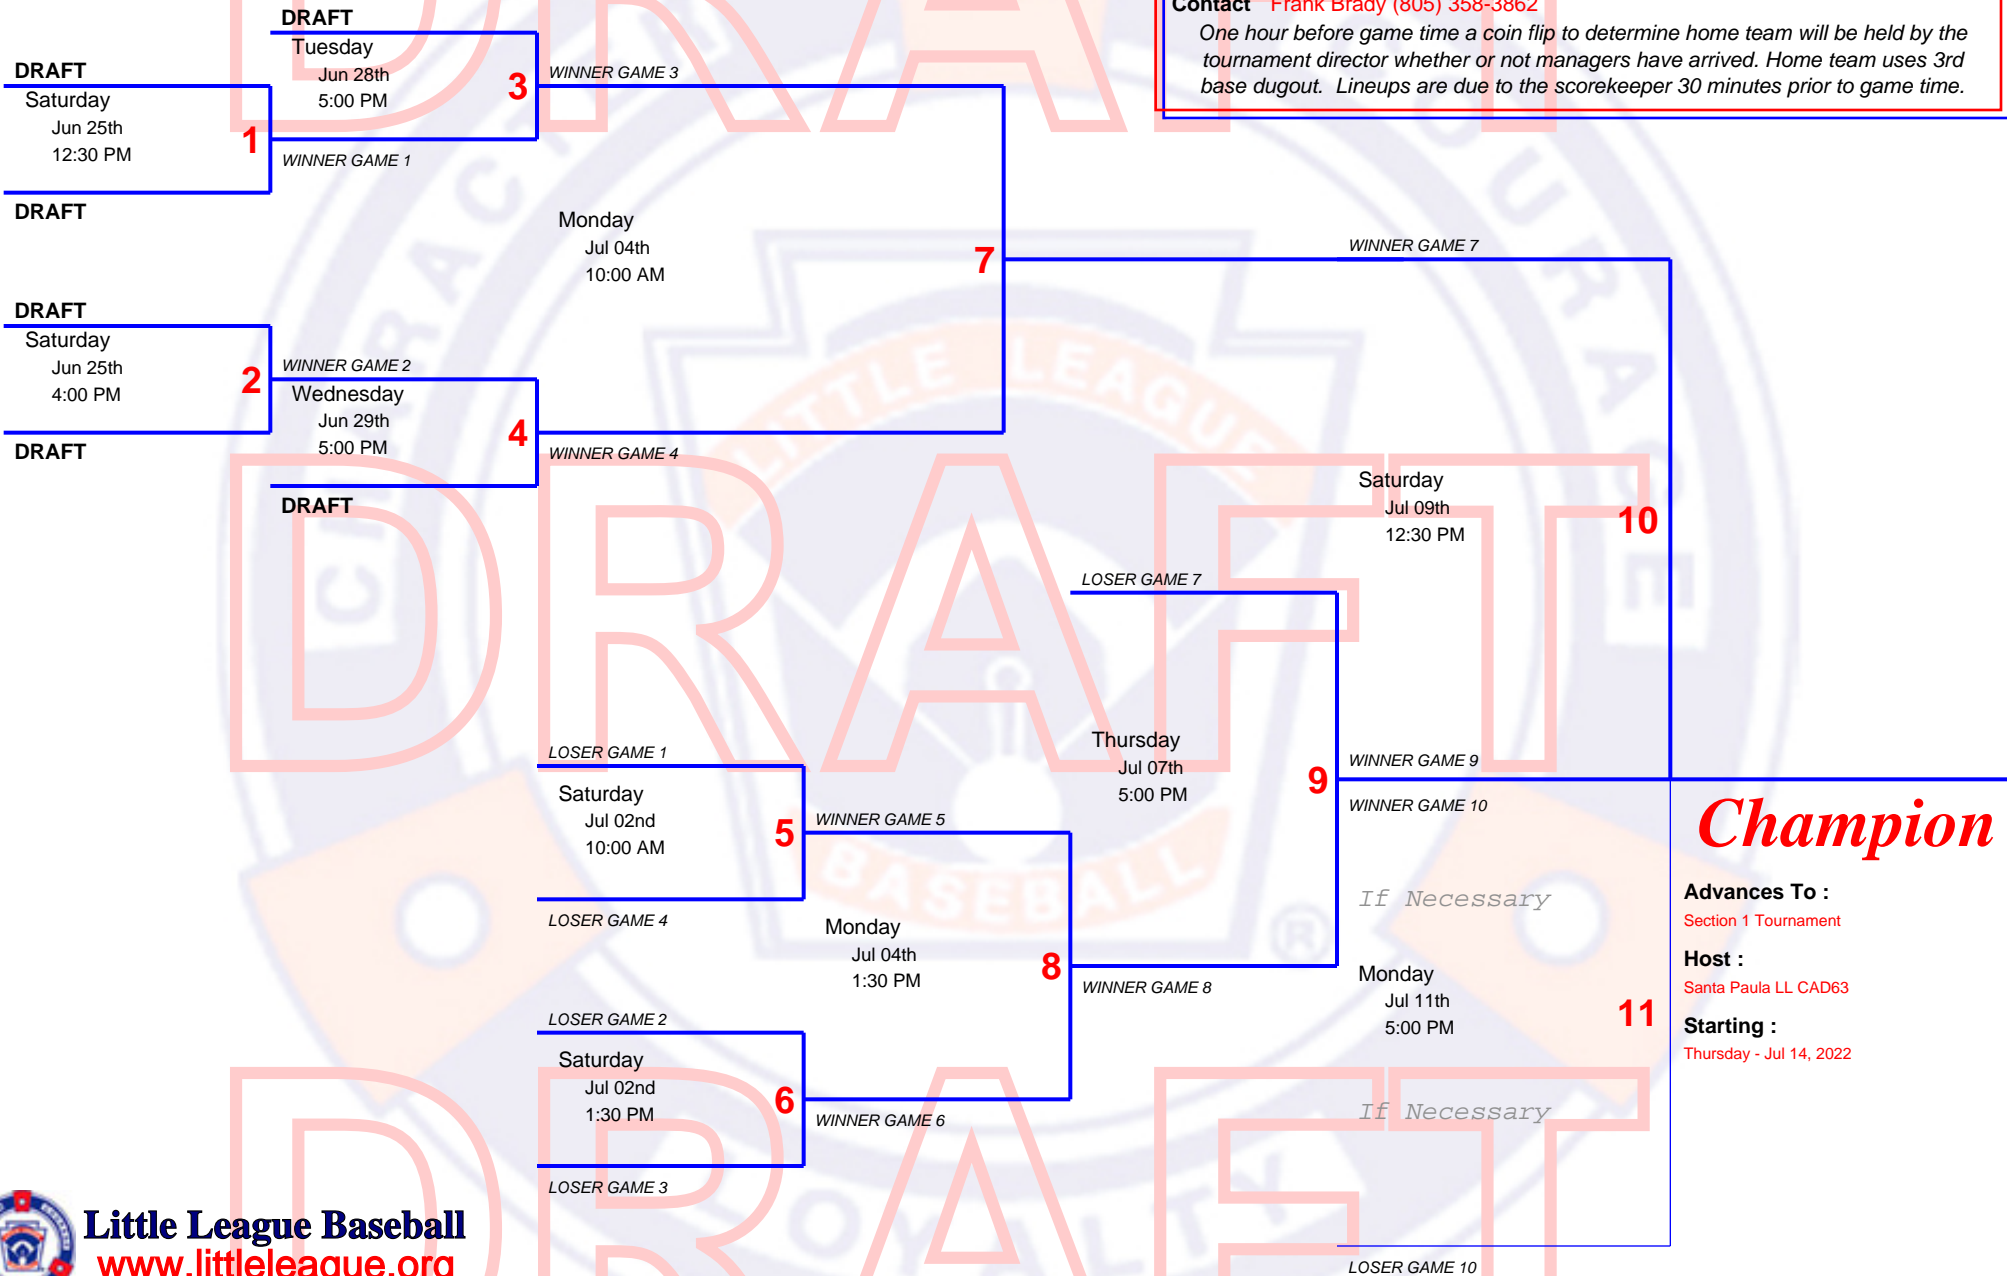 Contact Frank Brady (805) 358-3862
One hour before game time a coin flip to determine home team will be held by the
tournament director whether or not managers have arrived. Home team uses 3rd
base dugout. Lineups are due to the scorekeeper 30 minutes prior to game time.
DRAFT
Tuesday
Jun 28th
5:00 PM
3
WINNER GAME 3
DRAFT
Saturday
Jun 25th
12:30 PM
1
WINNER GAME 1
DRAFT
Monday
Jul 04th
10:00 AM
7
WINNER GAME 7
DRAFT
Saturday
Jun 25th
4:00 PM
2
WINNER GAME 2
Wednesday
Jun 29th
5:00 PM
4
WINNER GAME 4
DRAFT
DRAFT
Saturday
Jul 09th
12:30 PM
10
LOSER GAME 7
Thursday
Jul 07th
5:00 PM
9
WINNER GAME 9
WINNER GAME 10
LOSER GAME 1
Saturday
Jul 02nd
10:00 AM
5
WINNER GAME 5
LOSER GAME 4
Monday
Jul 04th
1:30 PM
8
WINNER GAME 8
LOSER GAME 2
Saturday
Jul 02nd
1:30 PM
6
WINNER GAME 6
LOSER GAME 3
If Necessary
Monday
Jul 11th
5:00 PM
11
If Necessary
LOSER GAME 10
Champion
Advances To :
Section 1 Tournament
Host :
Santa Paula LL CAD63
Starting :
Thursday - Jul 14, 2022
Little League Baseball
www.littleleague.org
DRAFT
DRAFT
DRAFT
CHARACTER
COURAGE
LOYALTY
LITTLE LEAGUE
BASEBALL
®